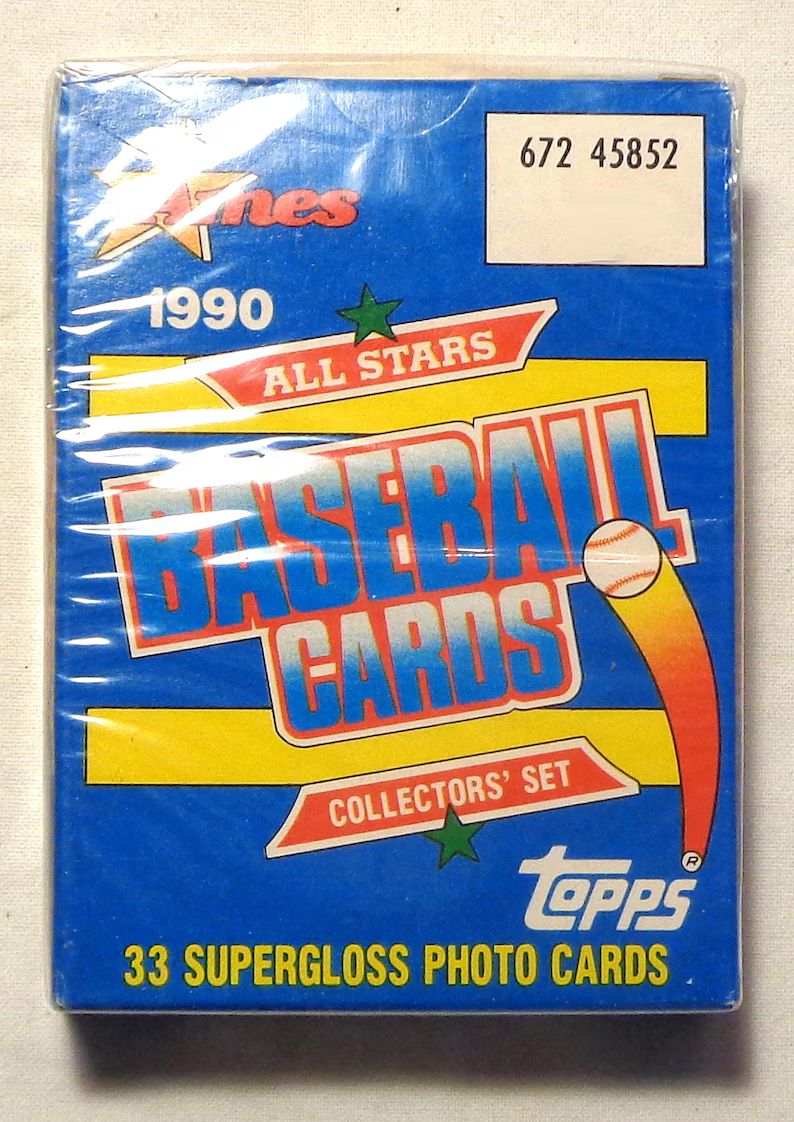 672 45852
Ames
1990
ALL STARS
BASEBALL
CARDS
COLLECTORS' SET
®
TOPPS
33 SUPERGLOSS PHOTO CARDS